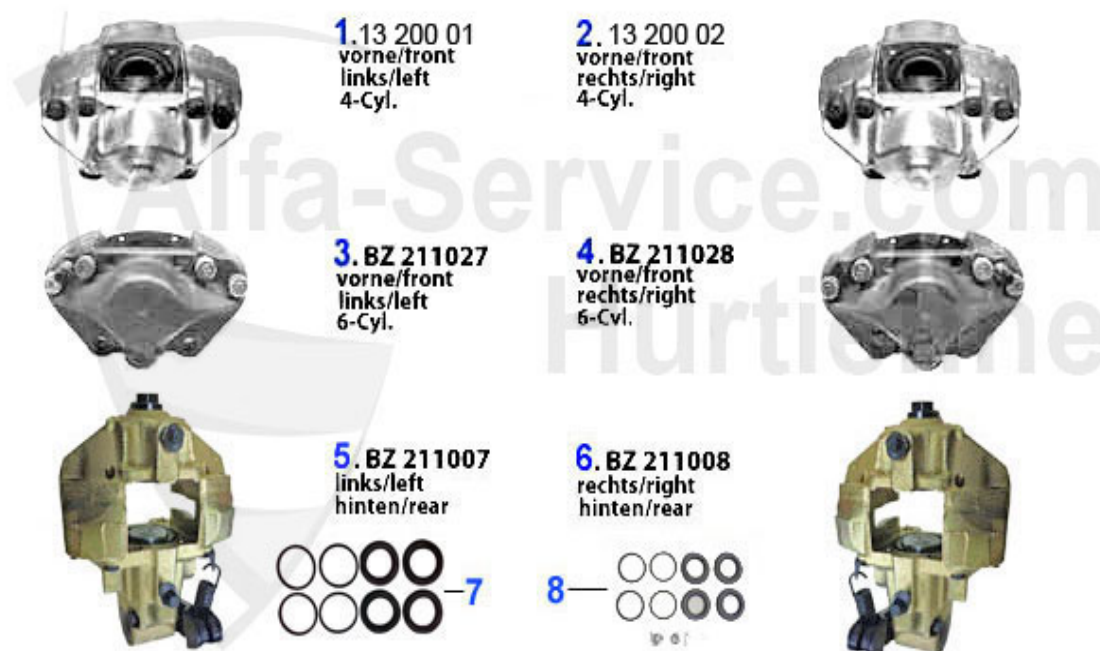 1. 13 200 01
vorne/front
links/left
4-Cyl.
2. 13 200 02
vorne/front
rechts/right
4-Cyl.
Alfa-Service.com
3. BZ 211027
vorne/front
links/left
6-Cyl.
4. BZ 211028
vorne/front
rechts/right
6-Cvl.
Hurtienne
5. BZ 211007
links/left
hinten/rear
6. BZ 211008
rechts/right
hinten/rear
7
8